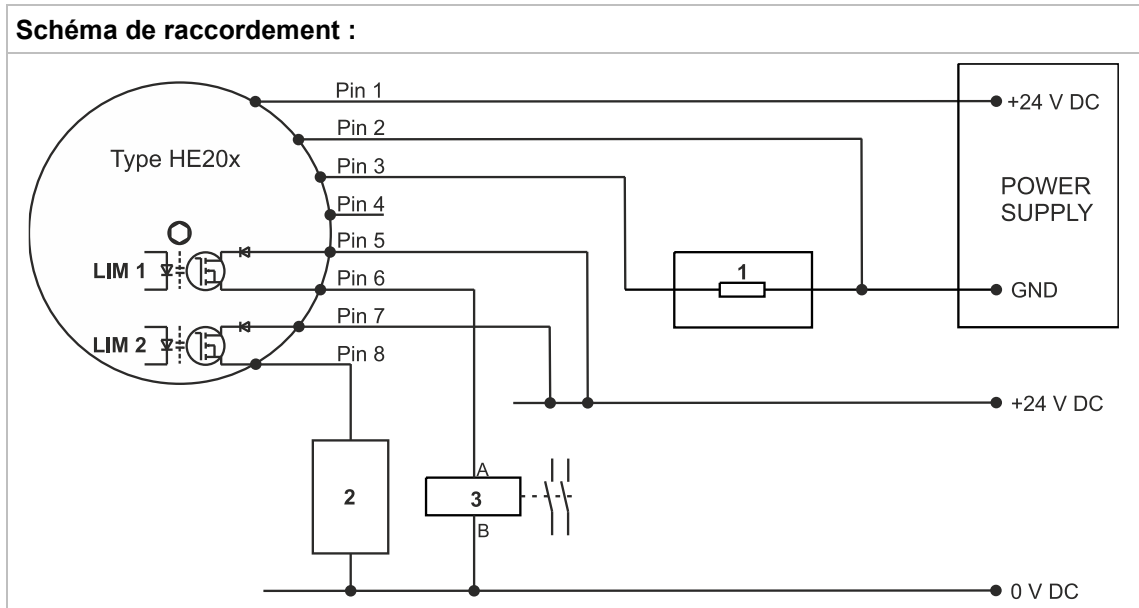 Schéma de raccordement :
Pin 1
+24 V DC
Pin 2
Type HE20x
Pin 3
POWER
SUPPLY
Pin 4
Pin 5
LIM 1
1
Pin 6
GND
Pin 7
LIM 2
Pin 8
+24 V DC
A
2
3
B
0 V DC